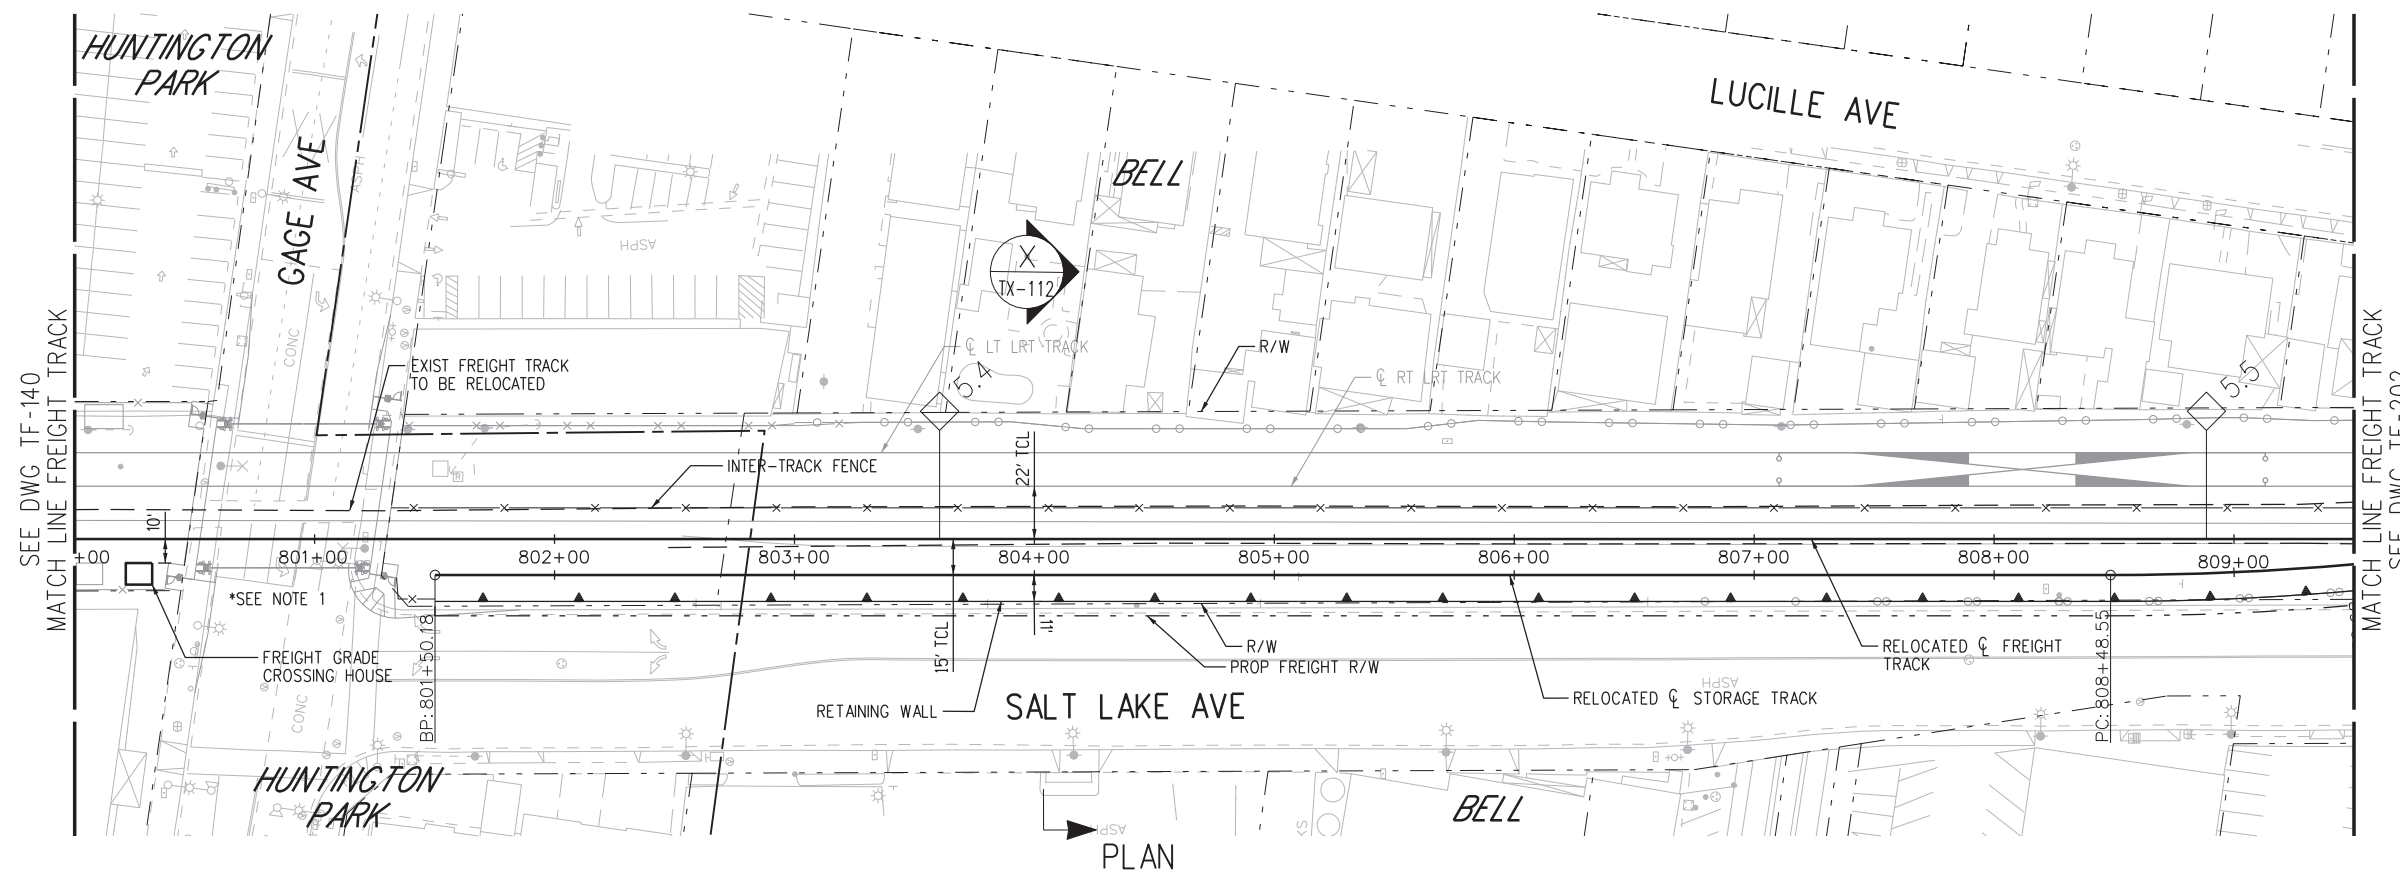 HUNTINGTON
PARK
GAGE AVE
ASPH
CONC
ASPH
BELL
LUCILLE AVE
X
TX-112
SEE DWG TF-140
MATCH LINE FREIGHT TRACK
EXIST FREIGHT TRACK
TO BE RELOCATED
℄ LT LRT TRACK
5.4
R/W
℄ RT LRT TRACK
5.5
MATCH LINE FREIGHT TRACK
INTER-TRACK FENCE
22' TCL
10'
+00
801+00
802+00
803+00
804+00
805+00
806+00
807+00
808+00
809+00
*SEE NOTE 1
FREIGHT GRADE
CROSSING HOUSE
BP: 801+50.18
15' TCL
11'
R/W
PROP FREIGHT R/W
RETAINING WALL
SALT LAKE AVE
RELOCATED ℄ STORAGE TRACK
RELOCATED ℄ FREIGHT
TRACK
ASPH
PC: 808+48.55
CONC
HUNTINGTON
PARK
ASPH
BELL
PLAN